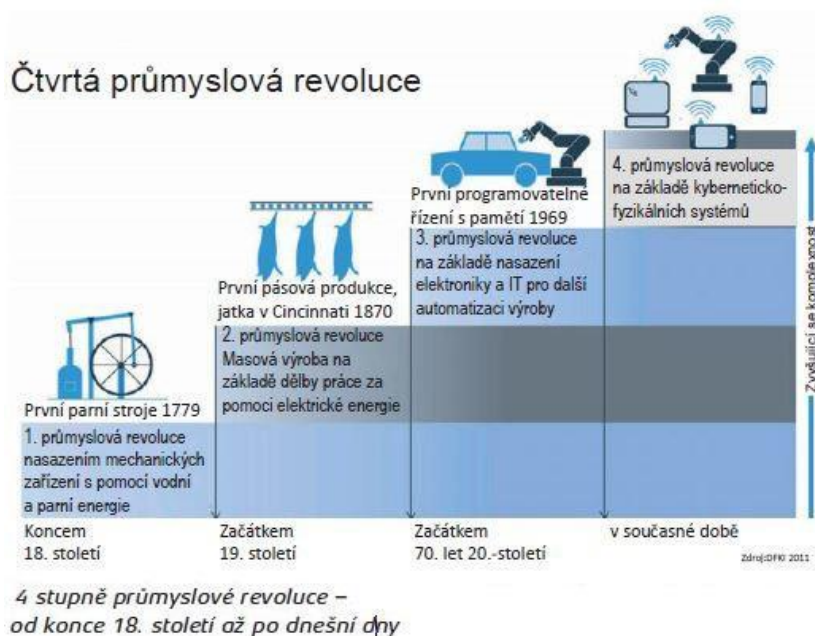 Čtvrtá průmyslová revoluce
První parní stroje 1779
1. průmyslová revoluce
nasazením mechanických
zařízení s pomocí vodní
a parní energie
Koncem
18. století
První pásová produkce,
jatka v Cincinnati 1870
2. průmyslová revoluce
Masová výroba na
základě dělby práce za
pomoci elektrické energie
Začátkem
19. století
První programovatelné
řízení s pamětí 1969
3. průmyslová revoluce
na základě nasazení
elektroniky a IT pro další
automatizaci výroby
Začátkem
70. let 20.-století
4. průmyslová revoluce
na základě kyberneticko-
fyzikálních systémů
v současné době
Zvyšující se komplexnost
Zdroj:DFKI 2011
4 stupně průmyslové revoluce –
od konce 18. století až po dnešní dny